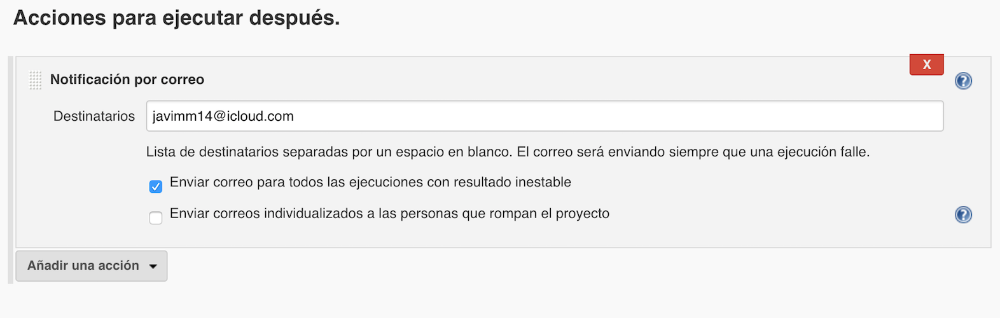 Acciones para ejecutar después.
X
Notificación por correo
?
Destinatarios javimm14@icloud.com
Lista de destinatarios separadas por un espacio en blanco. El correo será enviando siempre que una ejecución falle.
Enviar correo para todos las ejecuciones con resultado inestable
Enviar correos individualizados a las personas que rompan el proyecto
?
Añadir una acción